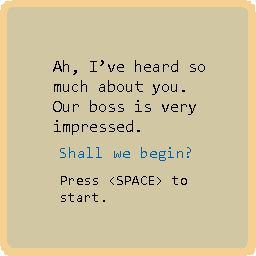 Ah, I've heard so
much about you.
Our boss is very
impressed.
Shall we begin?
Press <SPACE> to
start.